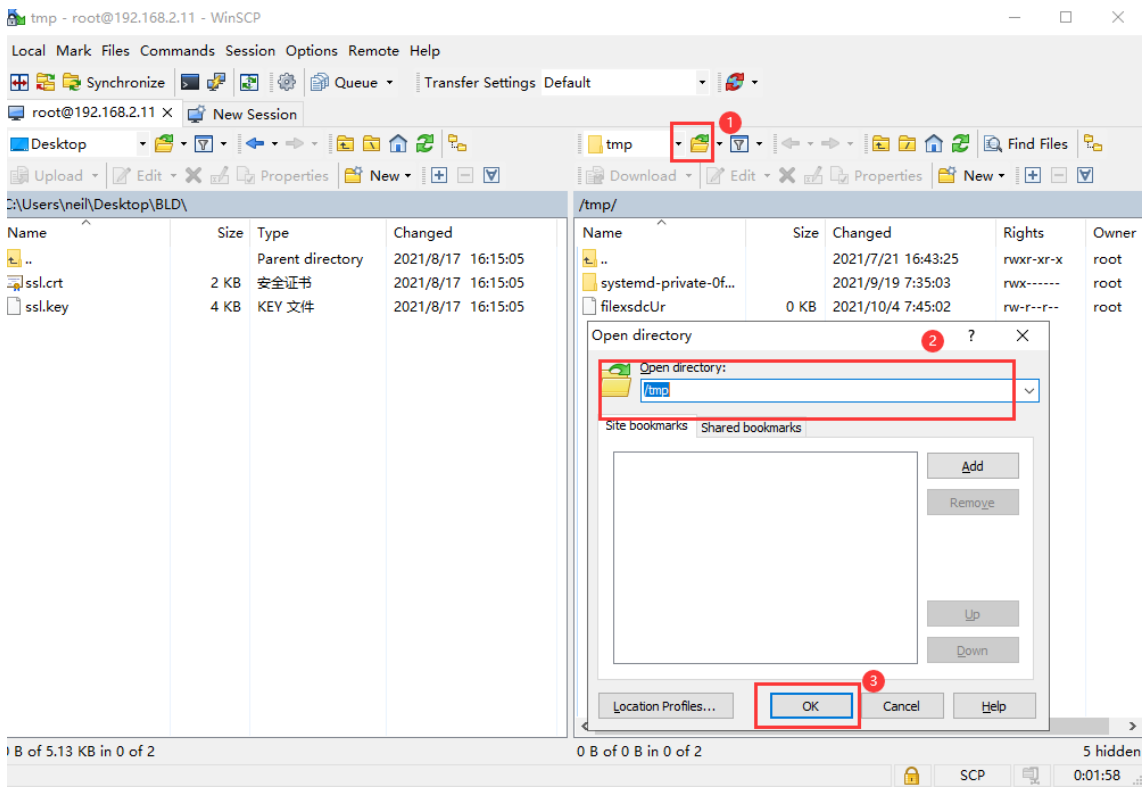 tmp - root@192.168.2.11 - WinSCP
Local Mark Files Commands Session Options Remote Help
Synchronize Queue Transfer Settings Default
root@192.168.2.11 New Session
1
Desktop tmp Find Files
Upload Edit Properties New Download Edit Properties New
C:\Users\neil\Desktop\BLD\ /tmp/
Name Size Type Changed Name Size Changed Rights Owner
.. Parent directory 2021/8/17 16:15:05 .. 2021/7/21 16:43:25 rwxr-xr-x root
ssl.crt 2 KB 安全证书 2021/8/17 16:15:05 systemd-private-0f... 2021/9/19 7:35:03 rwx------ root
ssl.key 4 KB KEY 文件 2021/8/17 16:15:05 filexsdcUr 0 KB 2021/10/4 7:45:02 rw-r--r-- root
Open directory 2 ?
Open directory:
/tmp
Site bookmarks Shared bookmarks
Add
Remove
Up
Down
3
Location Profiles... OK Cancel Help
B of 5.13 KB in 0 of 2 0 B of 0 B in 0 of 2 5 hidden
SCP 0:01:58